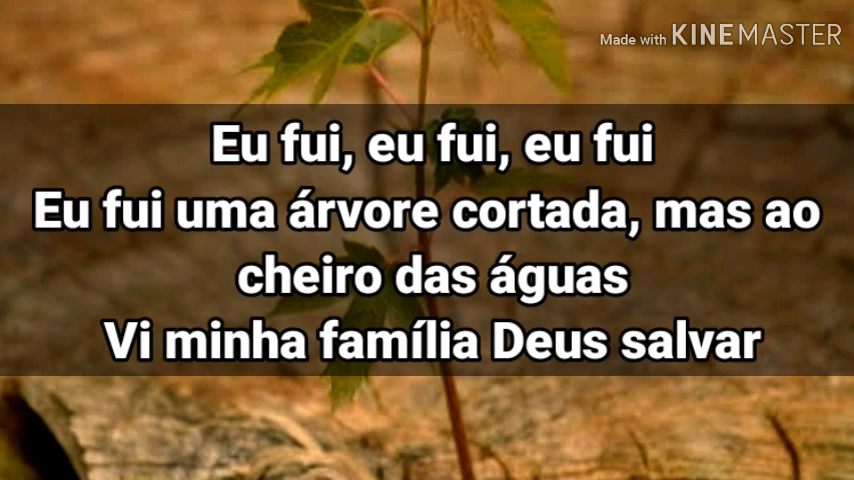 Made with KINEMASTER
Eu fui, eu fui, eu fui
Eu fui uma árvore cortada, mas ao
cheiro das águas
Vi minha família Deus salvar